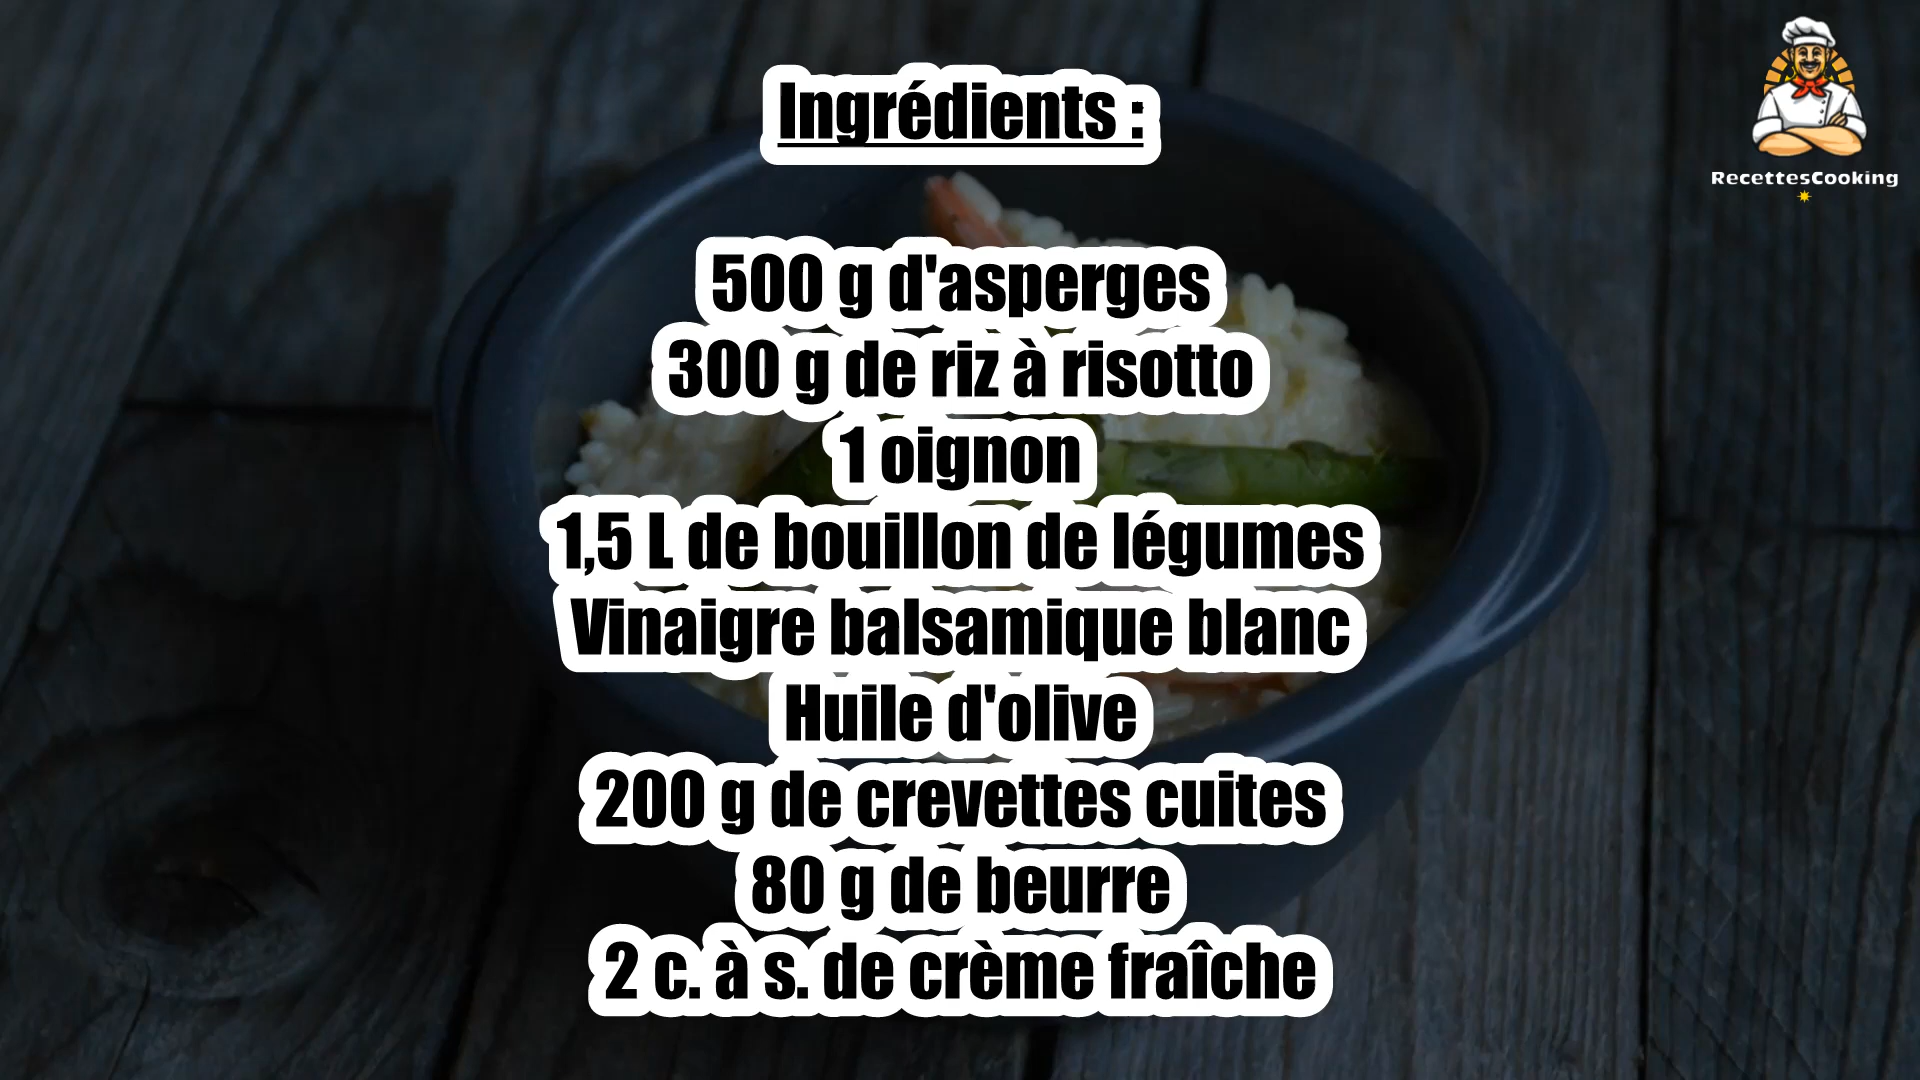 Ingrédients :
RecettesCooking
500 g d'asperges
300 g de riz à risotto
1 oignon
1,5 L de bouillon de légumes
Vinaigre balsamique blanc
Huile d'olive
200 g de crevettes cuites
80 g de beurre
2 c. à s. de crème fraîche